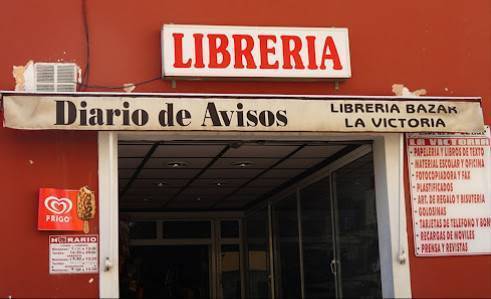 LIBRERIA
Diario de Avisos
LIBRERIA BAZAR
LA VICTORIA
LA VICTORIA
- PAPELERIA Y LIBROS DE TEXTO
- MATERIAL ESCOLAR Y OFICINA
- FOTOCOPIADORA Y FAX
- PLASTIFICADOS
- ART. DE REGALO Y BISUTERIA
- GOLOSINAS
- TARJETAS DE TELEFONO Y BON
- RECARGAS DE MOVILES
- PRENSA Y REVISTAS
FRIGO
HORARIO